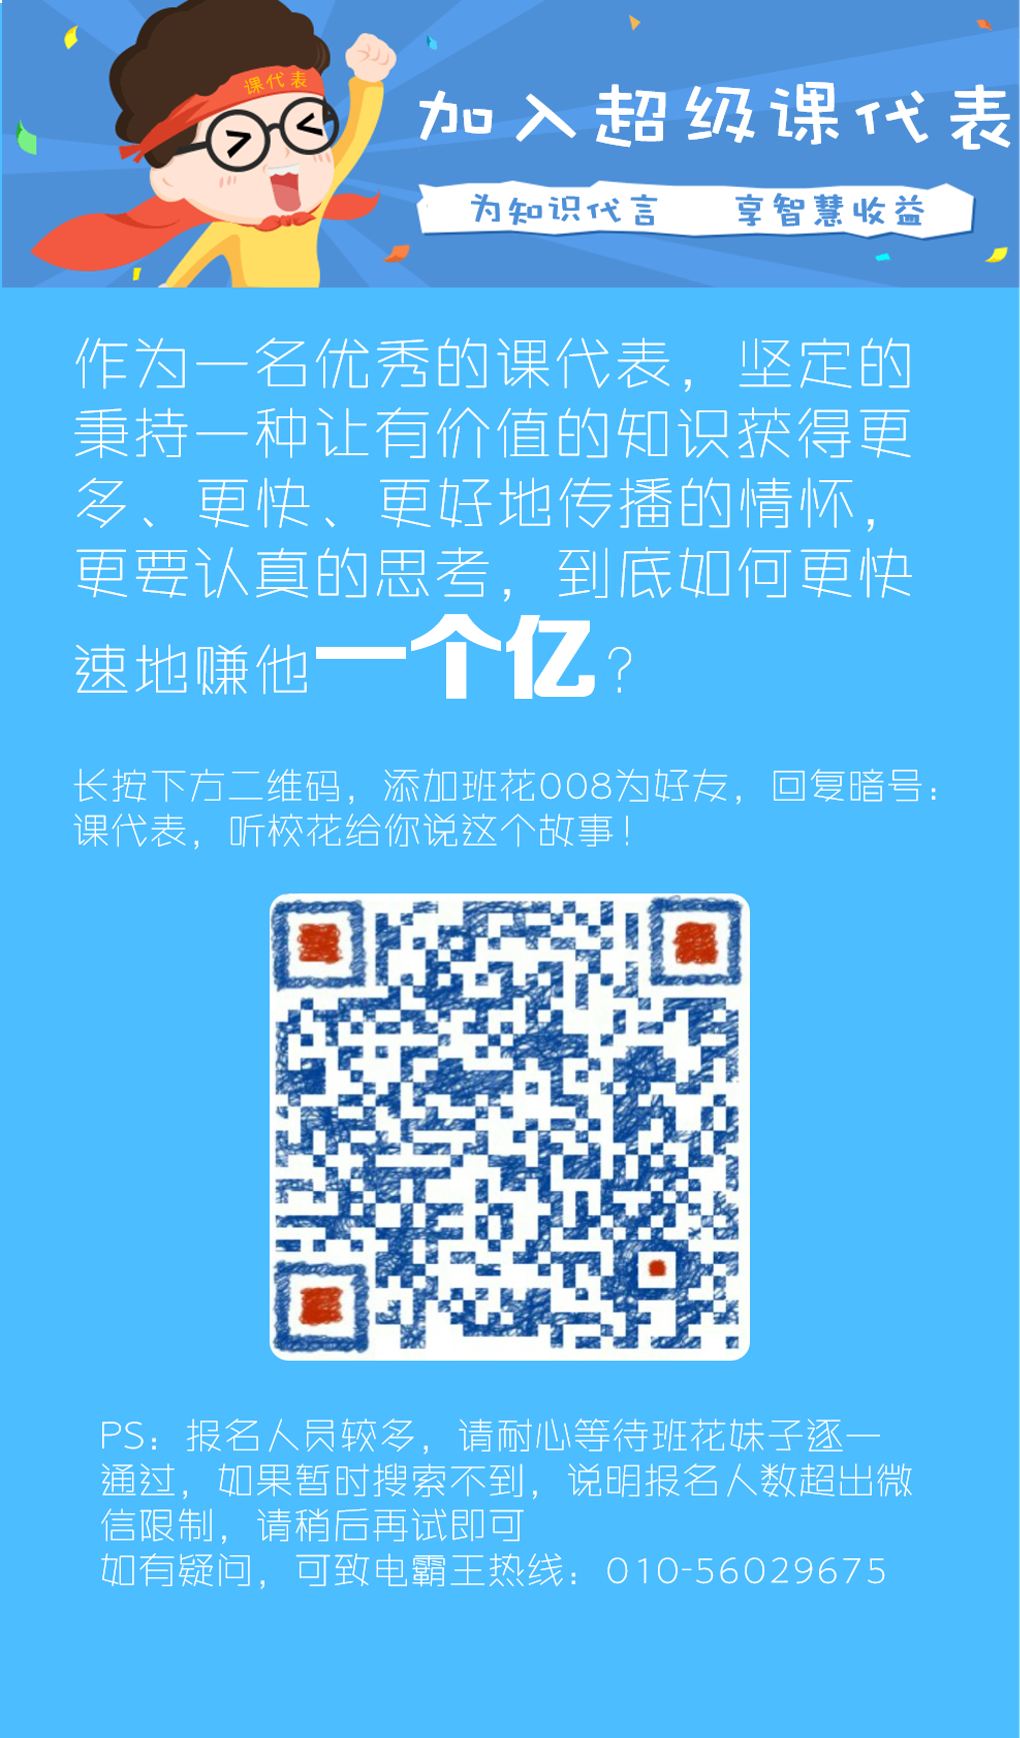 课代表
加入超级课代表
为知识代言 享智慧收益
作为一名优秀的课代表，坚定的
秉持一种让有价值的知识获得更
多、更快、更好地传播的情怀，
更要认真的思考，到底如何更快
速地赚他一个亿？
长按下方二维码，添加班花008为好友，回复暗号：
课代表，听校花给你说这个故事！
PS：报名人员较多，请耐心等待班花妹子逐一
通过，如果暂时搜索不到，说明报名人数超出微
信限制，请稍后再试即可
如有疑问，可致电霸王热线：010-56029675